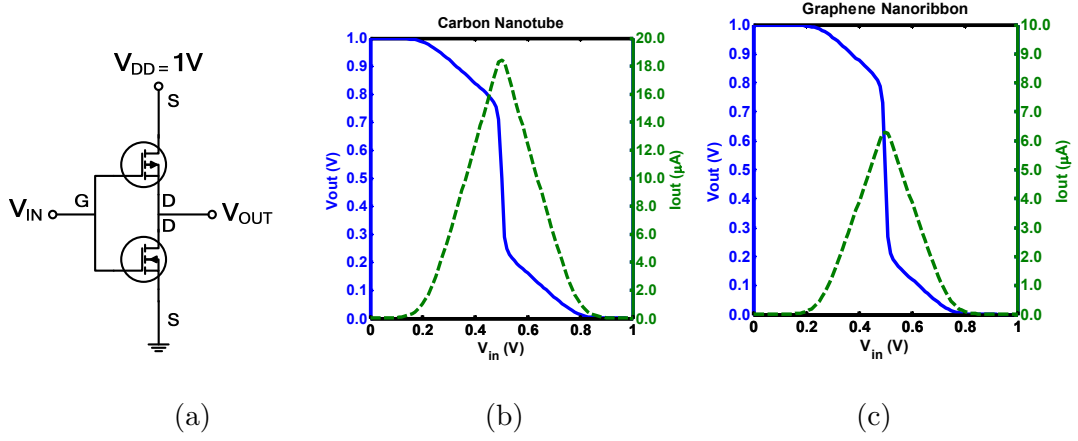 V_DD = 1V
S
G
D
D
V_IN
V_OUT
S
(a)
Carbon Nanotube
1.0
0.9
0.8
0.7
0.6
0.5
0.4
0.3
0.2
0.1
0.0
Vout (V)
20.0
18.0
16.0
14.0
12.0
10.0
8.0
6.0
4.0
2.0
0.0
Iout (μA)
0 0.2 0.4 0.6 0.8 1
V_in (V)
(b)
Graphene Nanoribbon
1.0
0.9
0.8
0.7
0.6
0.5
0.4
0.3
0.2
0.1
0.0
Vout (V)
10.0
9.0
8.0
7.0
6.0
5.0
4.0
3.0
2.0
1.0
0.0
Iout (μA)
0 0.2 0.4 0.6 0.8 1
V_in (V)
(c)